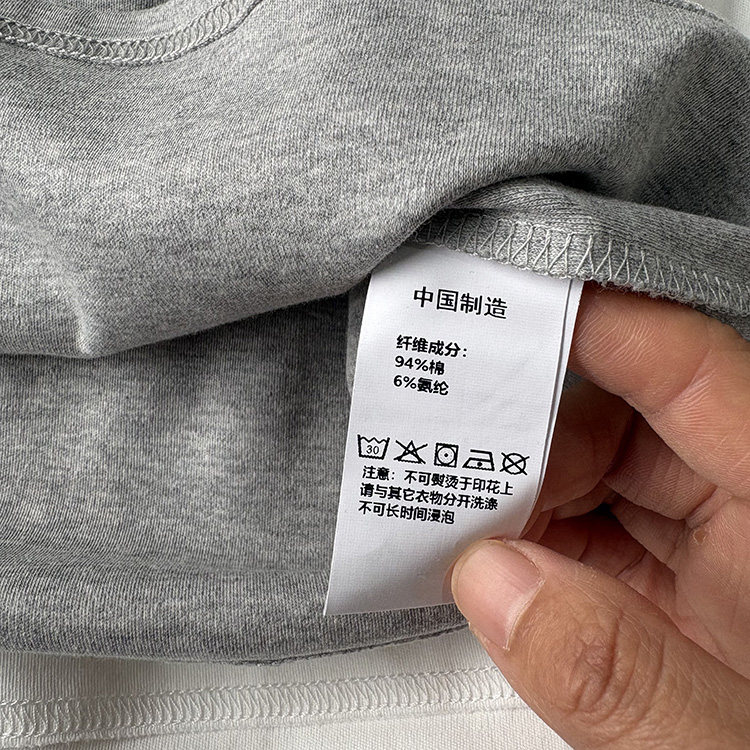 中国制造
纤维成分：
94%棉
6%氨纶
30
注意：不可熨烫于印花上
请与其它衣物分开洗涤
不可长时间浸泡